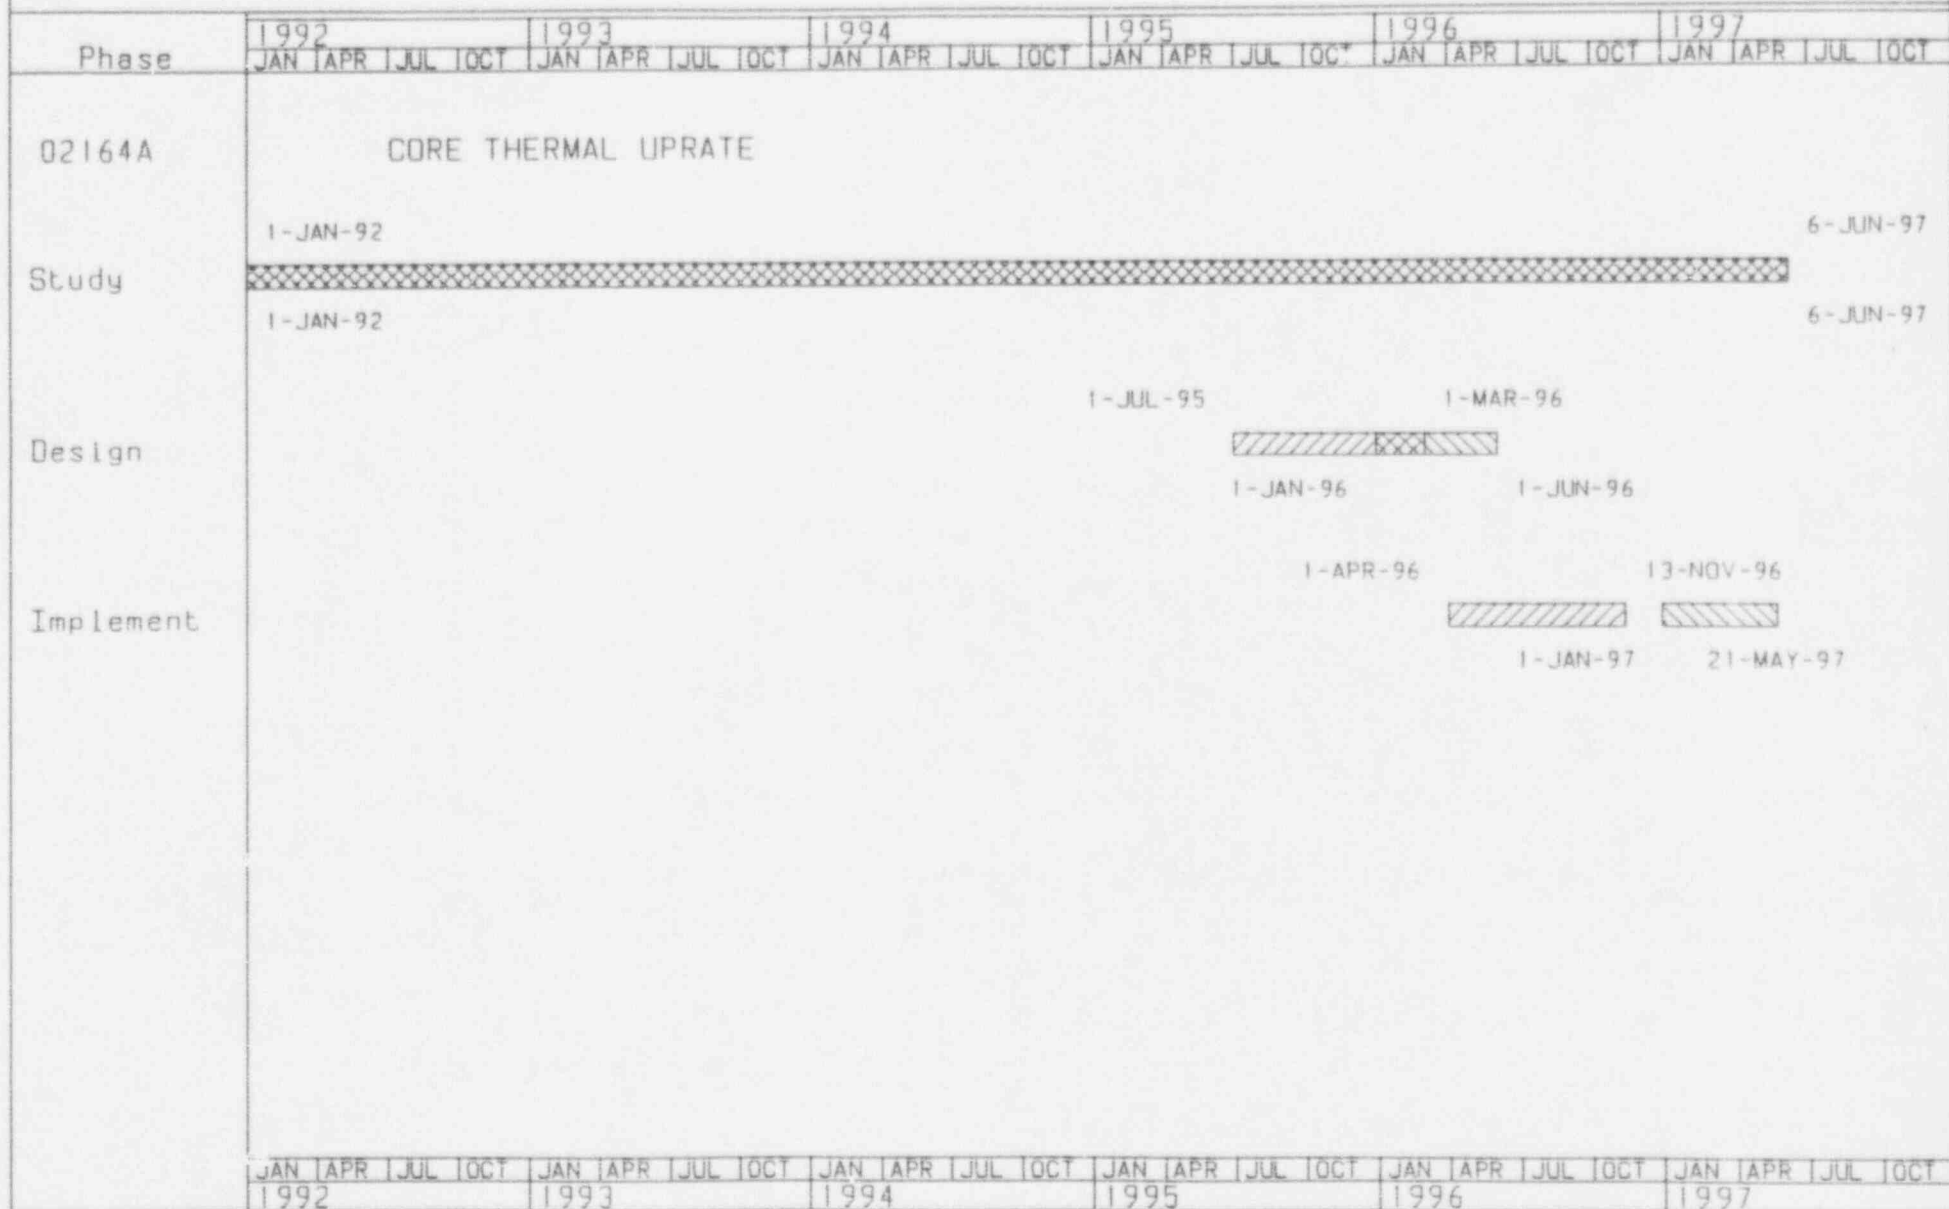 1992 1993 1994 1995 1996 1997
Phase JAN APR JUL OCT JAN APR JUL OCT JAN APR JUL OCT JAN APR JUL OCT JAN APR JUL OCT JAN APR JUL OCT
02164A CORE THERMAL UPRATE
1-JAN-92 6-JUN-97
Study
1-JAN-92 6-JUN-97
1-JUL-95 1-MAR-96
Design
1-JAN-96 1-JUN-96
1-APR-96 13-NOV-96
Implement
1-JAN-97 21-MAY-97
JAN APR JUL OCT JAN APR JUL OCT JAN APR JUL OCT JAN APR JUL OCT JAN APR JUL OCT JAN APR JUL OCT
1992 1993 1994 1995 1996 1997